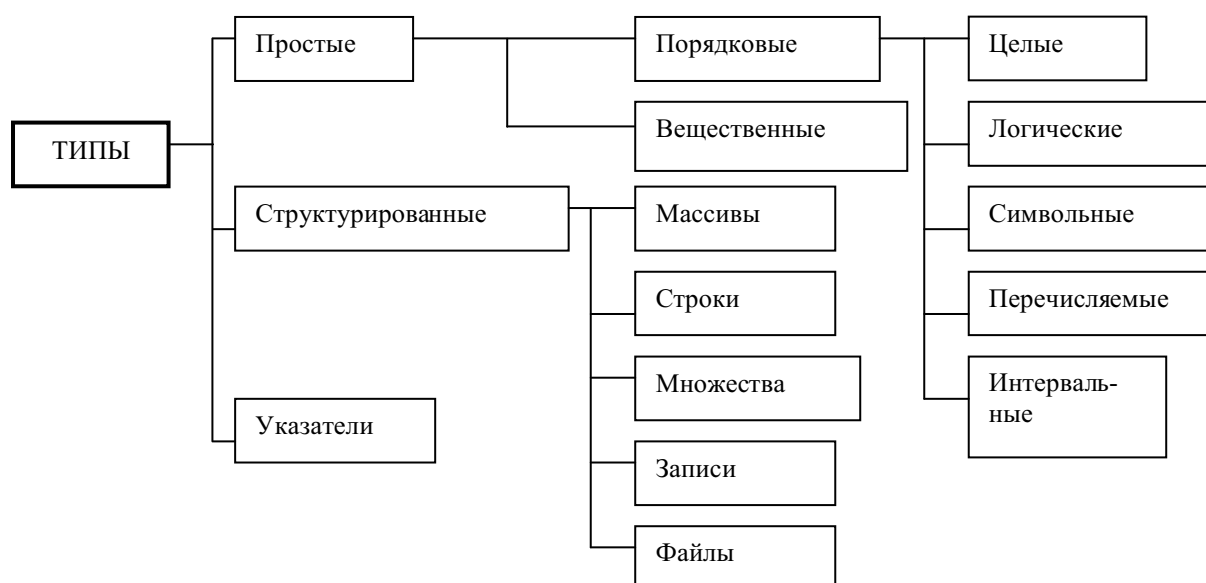 Простые
Порядковые
Целые
Вещественные
Логические
ТИПЫ
Структурированные
Массивы
Символьные
Строки
Перечисляемые
Множества
Интерваль-
ные
Указатели
Записи
Файлы